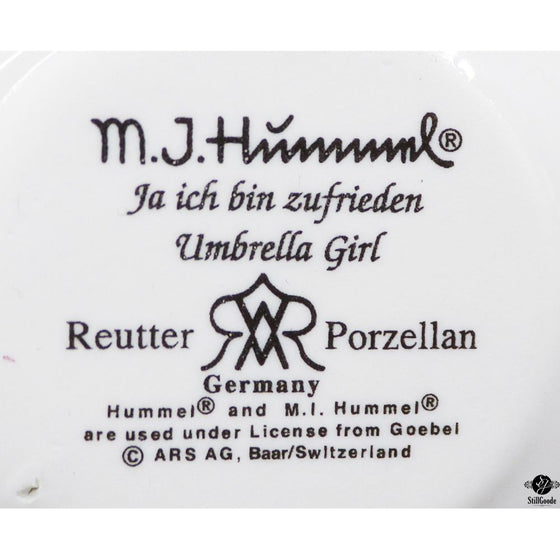 M.J. Hummel®
Ja ich bin zufrieden
Umbrella Girl
Reutter Porzellan
Germany
Hummel® and M.I. Hummel®
are used under License from Goebel
© ARS AG, Baar/Switzerland
StillGoode